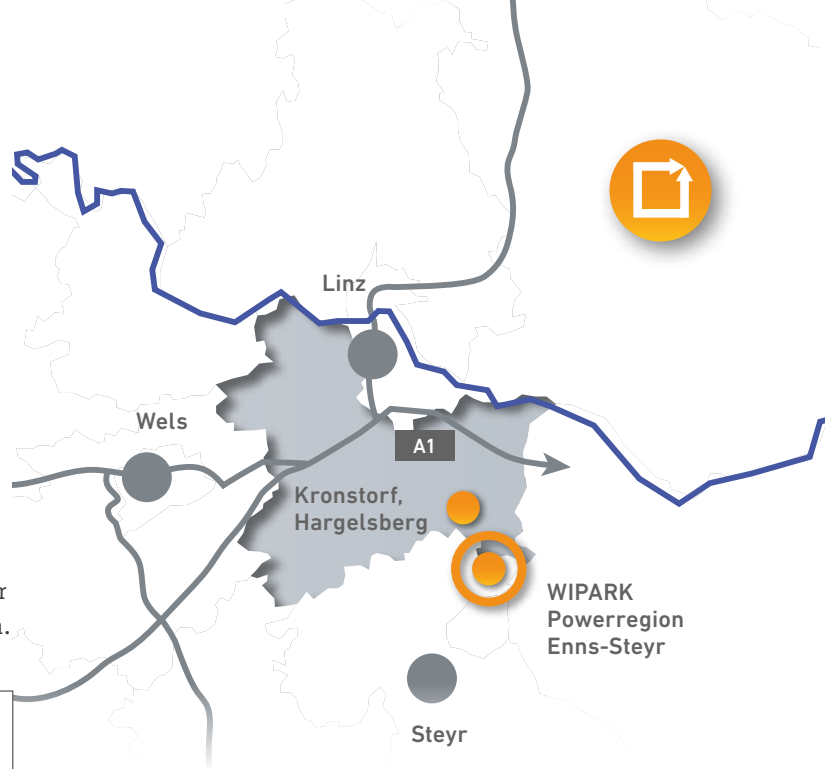 Linz
Wels
A1
Kronstorf,
Hargelsberg
WIPARK
Powerregion
Enns-Steyr
Steyr